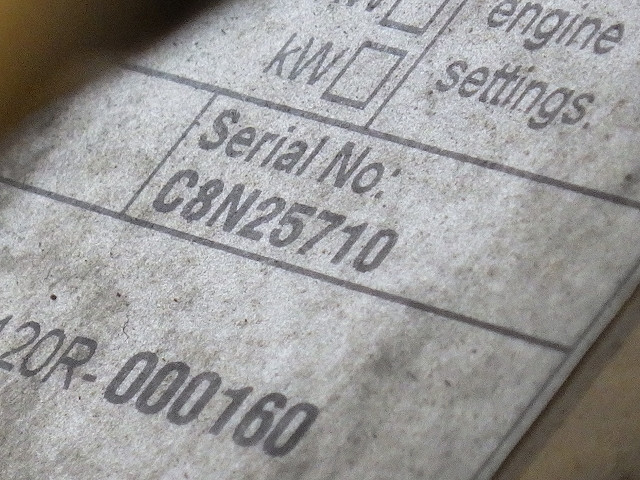 engine
kW
settings.
Serial No:
C8N25710
120R-000160